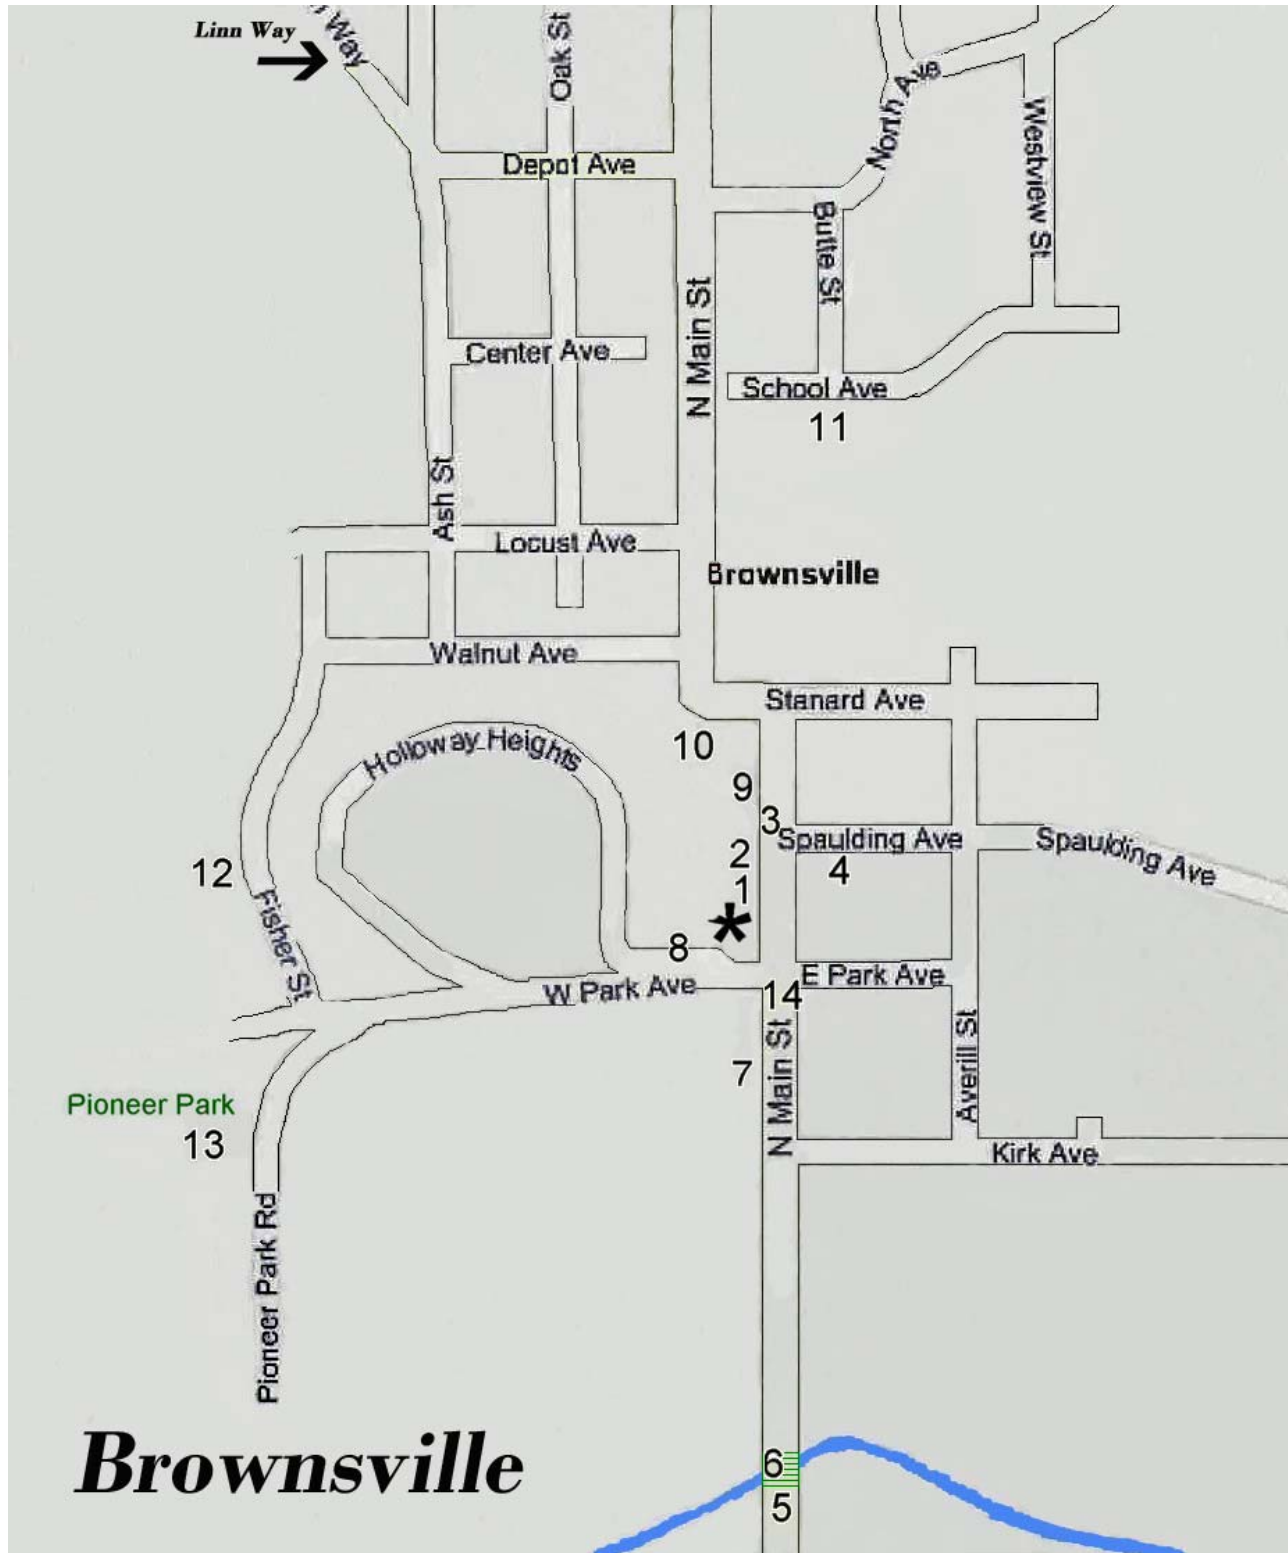 Linn Way
Way
Oak St
North Ave
Westview St
Depot Ave
Butte St
N Main St
Center Ave
School Ave
11
Ash St
Locust Ave
Brownsville
Walnut Ave
Stanard Ave
10
Holloway Heights
9
3
Spaulding Ave
Spaulding Ave
2
4
12
1
*
Fisher St
8
E Park Ave
W Park Ave
14
Averill St
N Main St
7
Pioneer Park
13
Kirk Ave
Pioneer Park Rd
Brownsville
6
5